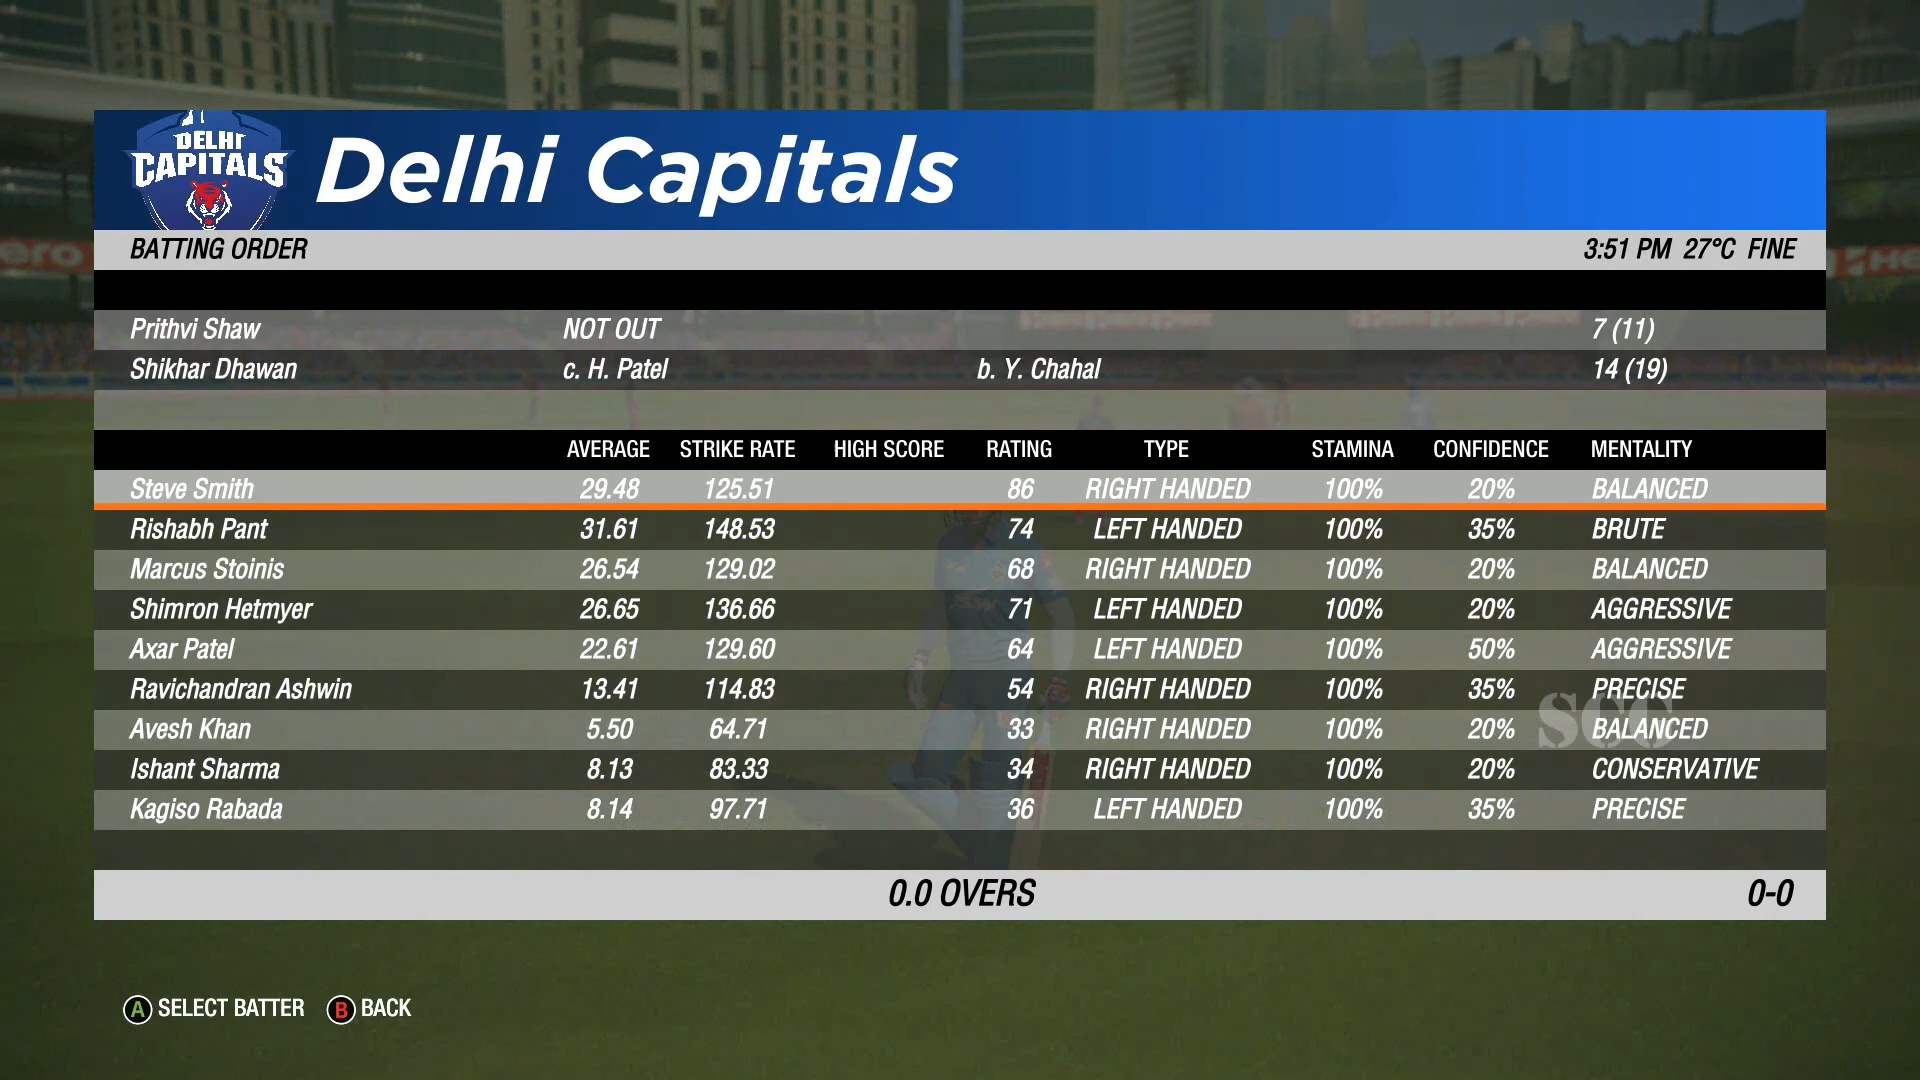 DELHI
CAPITALS
Delhi Capitals
BATTING ORDER 3:51 PM 27°C FINE
ero HE
Prithvi Shaw NOT OUT 7 (11)
Shikhar Dhawan c. H. Patel b. Y. Chahal 14 (19)
AVERAGE STRIKE RATE HIGH SCORE RATING TYPE STAMINA CONFIDENCE MENTALITY
Steve Smith 29.48 125.51 86 RIGHT HANDED 100% 20% BALANCED
Rishabh Pant 31.61 148.53 74 LEFT HANDED 100% 35% BRUTE
Marcus Stoinis 26.54 129.02 68 RIGHT HANDED 100% 20% BALANCED
Shimron Hetmyer 26.65 136.66 71 LEFT HANDED 100% 20% AGGRESSIVE
Axar Patel 22.61 129.60 64 LEFT HANDED 100% 50% AGGRESSIVE
Ravichandran Ashwin 13.41 114.83 54 RIGHT HANDED 100% 35% PRECISE
SCC
Avesh Khan 5.50 64.71 33 RIGHT HANDED 100% 20% BALANCED
Ishant Sharma 8.13 83.33 34 RIGHT HANDED 100% 20% CONSERVATIVE
Kagiso Rabada 8.14 97.71 36 LEFT HANDED 100% 35% PRECISE
0.0 OVERS 0-0
A SELECT BATTER B BACK